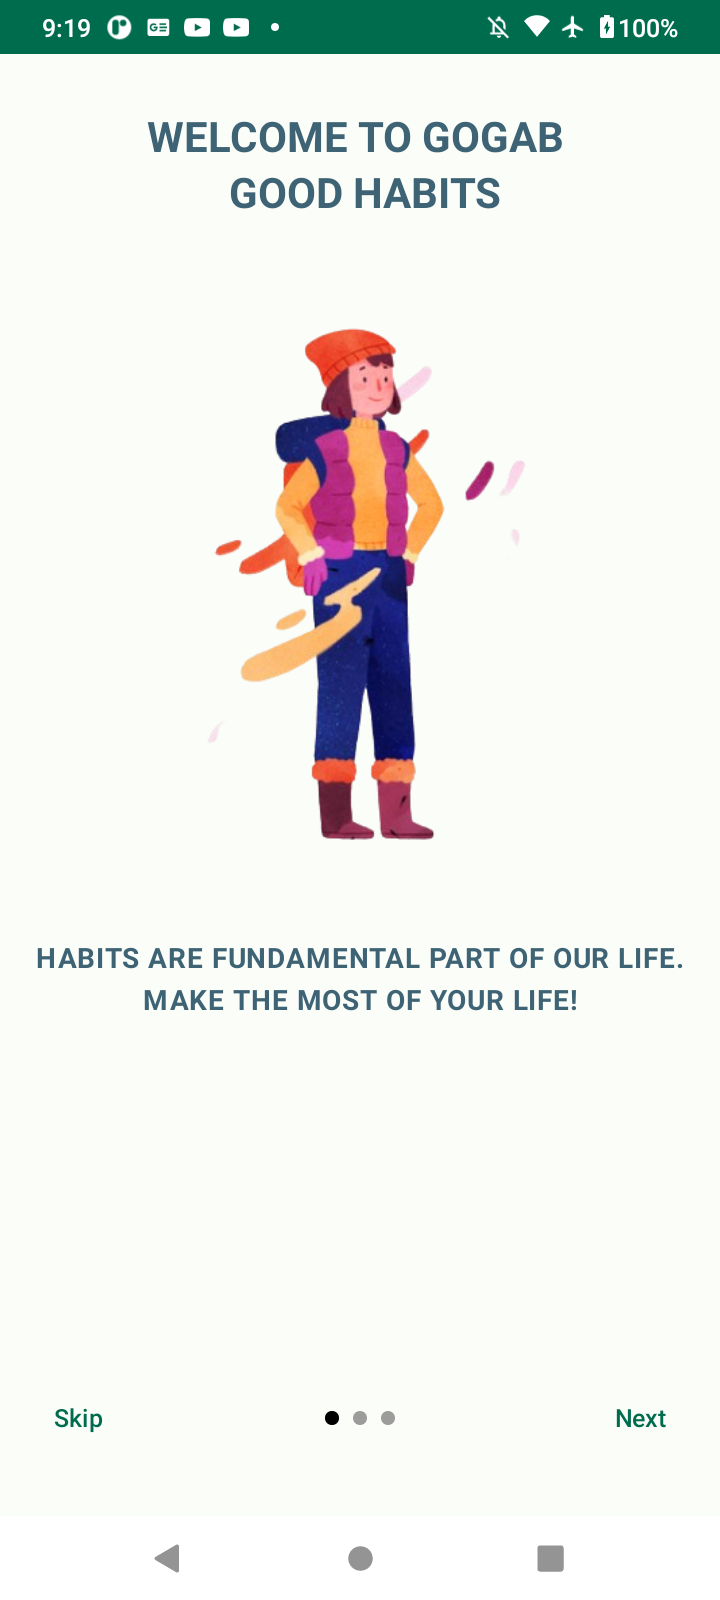 9:19
GE
100%
WELCOME TO GOGAB
GOOD HABITS
HABITS ARE FUNDAMENTAL PART OF OUR LIFE.
MAKE THE MOST OF YOUR LIFE!
Skip
Next